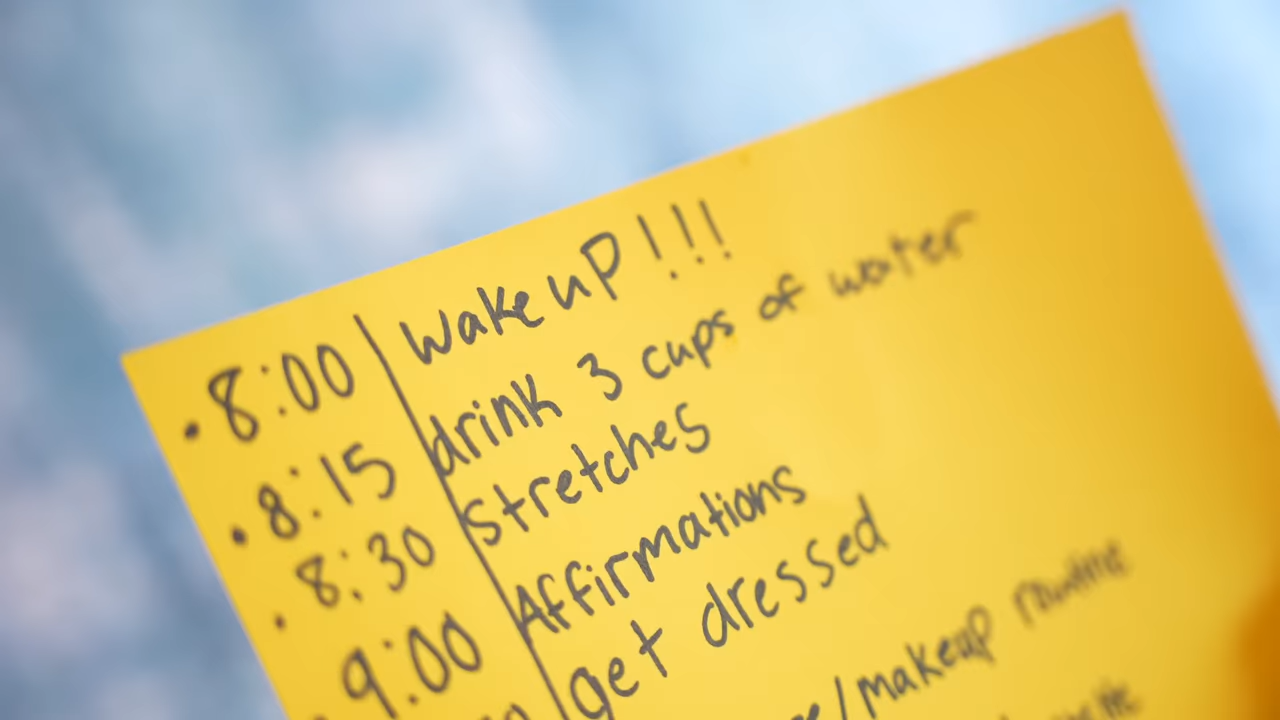 • 8:00 Wake up!!!
• 8:15 drink 3 cups of water
• 8:30 Stretches
• 9:00 Affirmations
get dressed
/makeup routine